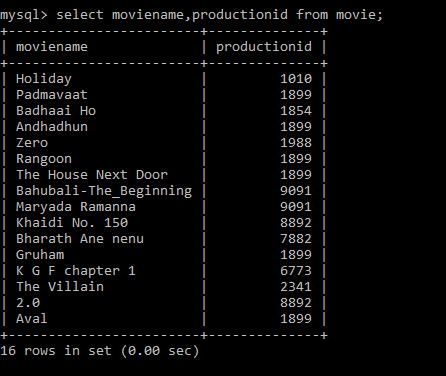 mysql> select moviename,productionid from movie;
+------------------------+--------------+
| moviename              | productionid |
+------------------------+--------------+
| Holiday                |         1010 |
| Padmavaat              |         1899 |
| Badhaai Ho             |         1854 |
| Andhadhun              |         1899 |
| Zero                   |         1988 |
| Rangoon                |         1899 |
| The House Next Door    |         1899 |
| Bahubali-The_Beginning |         9091 |
| Maryada Ramanna        |         9091 |
| Khaidi No. 150         |         8892 |
| Bharath Ane nenu       |         7882 |
| Gruham                 |         1899 |
| K G F chapter 1        |         6773 |
| The Villain            |         2341 |
| 2.0                    |         8892 |
| Aval                   |         1899 |
+------------------------+--------------+
16 rows in set (0.00 sec)